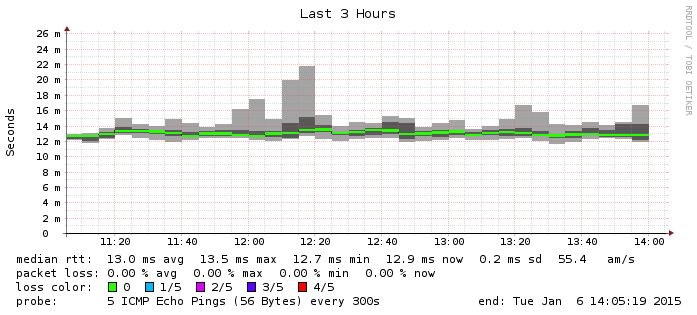 Last 3 Hours
RRDTOOL / TOBI OETIKER
Seconds
26 m
24 m
22 m
20 m
18 m
16 m
14 m
12 m
10 m
8 m
6 m
4 m
2 m
0
11:20 11:40 12:00 12:20 12:40 13:00 13:20 13:40 14:00
median rtt: 13.0 ms avg 13.5 ms max 12.7 ms min 12.9 ms now 0.2 ms sd 55.4 am/s
packet loss: 0.00 % avg 0.00 % max 0.00 % min 0.00 % now
loss color: 0 1/5 2/5 3/5 4/5
probe: 5 ICMP Echo Pings (56 Bytes) every 300s end: Tue Jan 6 14:05:19 2015